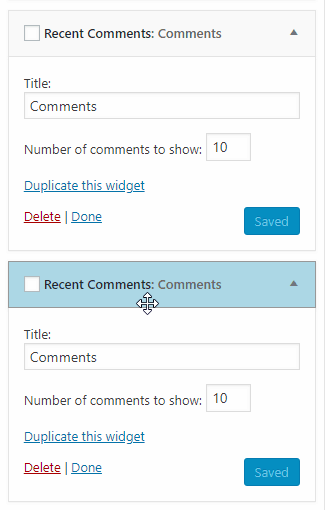 Recent Comments: Comments
Title:
Comments
Number of comments to show: 10
Duplicate this widget
Delete | Done
Saved
Recent Comments: Comments
Title:
Comments
Number of comments to show: 10
Duplicate this widget
Delete | Done
Saved